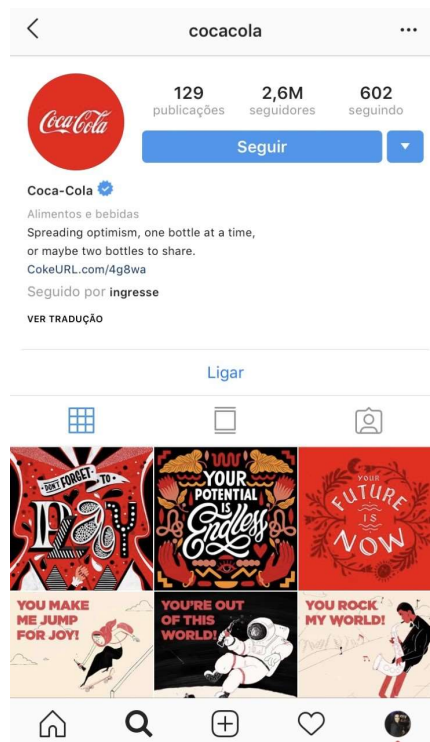 cocacola
129 2,6M 602
publicações seguidores seguindo
Coca-Cola
Seguir
Coca-Cola
Alimentos e bebidas
Spreading optimism, one bottle at a time,
or maybe two bottles to share.
CokeURL.com/4g8wa
Seguido por ingresse
VER TRADUÇÃO
Ligar
DON'T FORGET TO
PLAY
YOUR
POTENTIAL
IS
Endless
YOUR
FUTURE
IS
NOW
YOU MAKE
ME JUMP
FOR JOY!
YOU'RE OUT
OF THIS
WORLD!
YOU ROCK
MY WORLD!